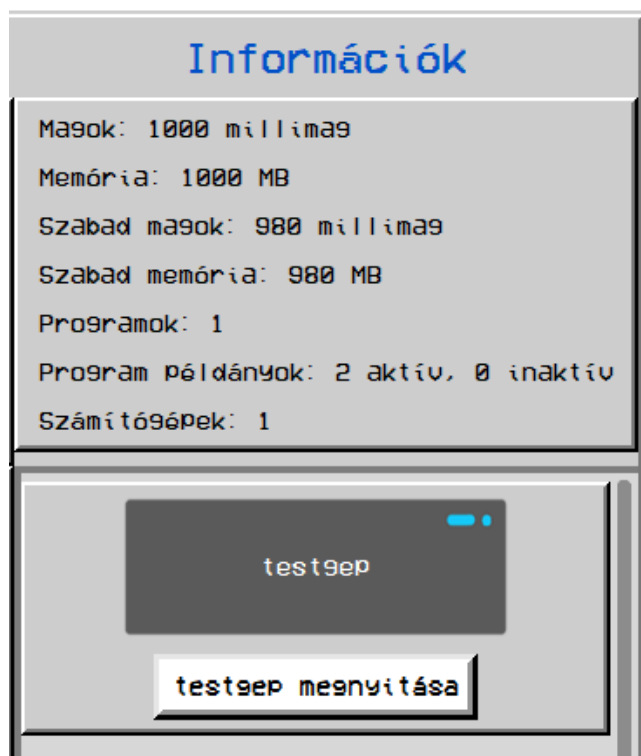 Információk
Magok: 1000 millimag
Memória: 1000 MB
Szabad magok: 980 millimag
Szabad memória: 980 MB
Programok: 1
Program példányok: 2 aktív, 0 inaktív
Számítógépek: 1
testgep
testgep megnyitása